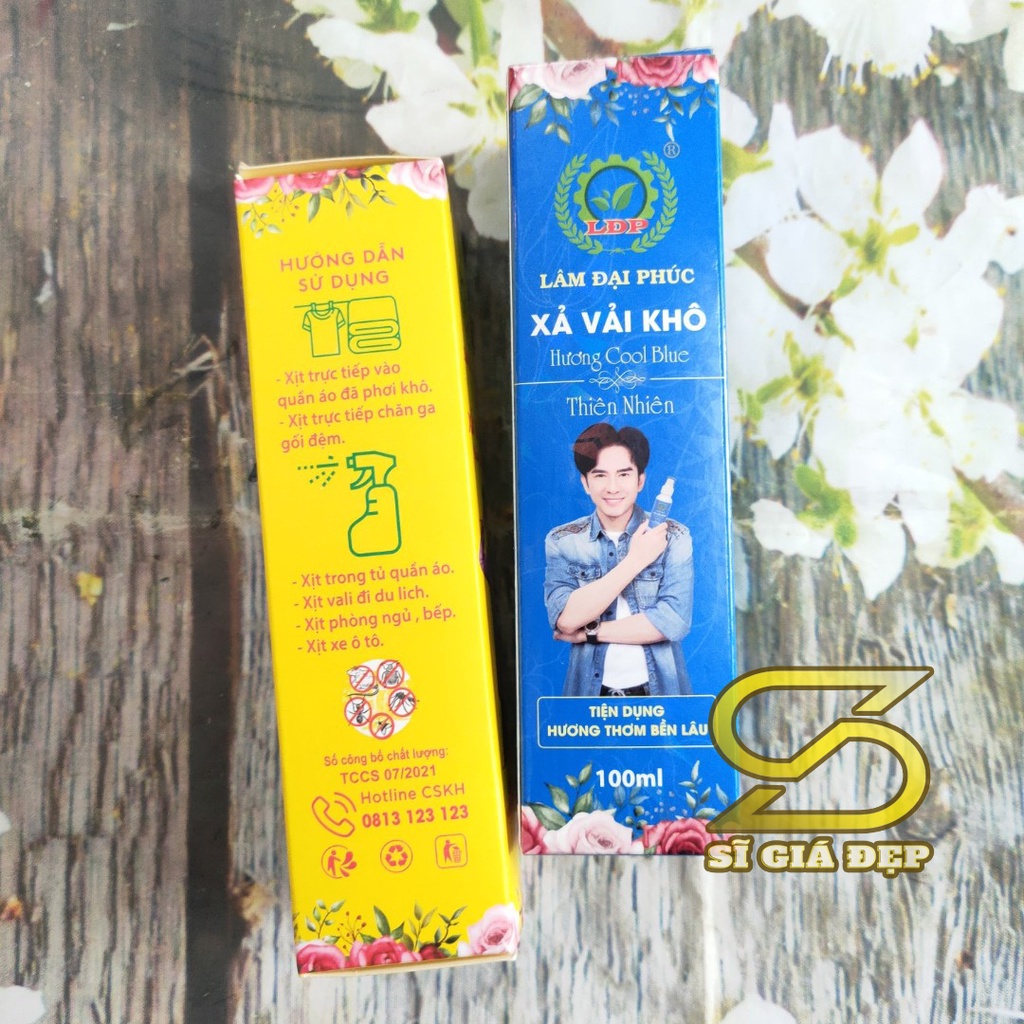 HƯỚNG DẪN
SỬ DỤNG
- Xịt trực tiếp vào
quần áo đã phơi khô.
- Xịt trực tiếp chăn ga
gối đệm.
- Xịt trong tủ quần áo.
- Xịt vali đi du lich.
- Xịt phòng ngủ , bếp.
- Xịt xe ô tô.
Số công bố chất lượng:
TCCS 07/2021
Hotline CSKH
0813 123 123
®
LĐP
LÂM ĐẠI PHÚC
XẢ VẢI KHÔ
Hương Cool Blue
Thiên Nhiên
TIỆN DỤNG
HƯƠNG THƠM BỀN LÂU
100ml
SĨ GIÁ ĐẸP